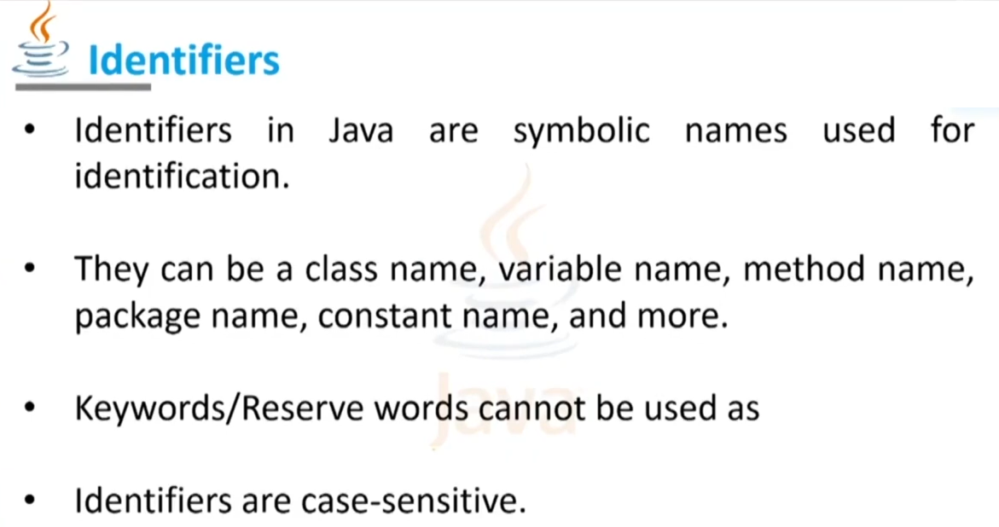 Identifiers
• Identifiers in Java are symbolic names used for
identification.
• They can be a class name, variable name, method name,
package name, constant name, and more.
• Keywords/Reserve words cannot be used as
• Identifiers are case-sensitive.
Java